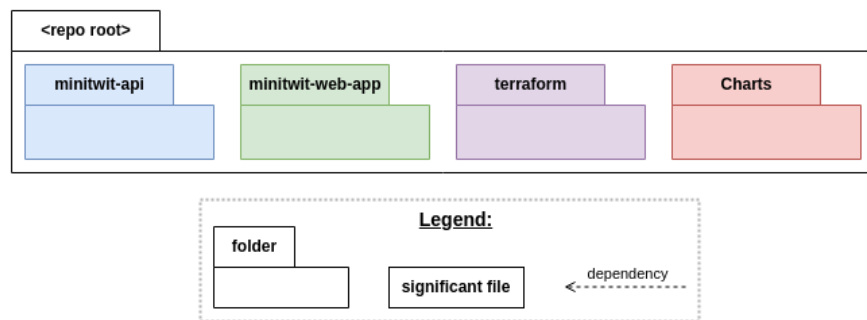 <repo root>
minitwit-api
minitwit-web-app
terraform
Charts
Legend:
folder
significant file
dependency